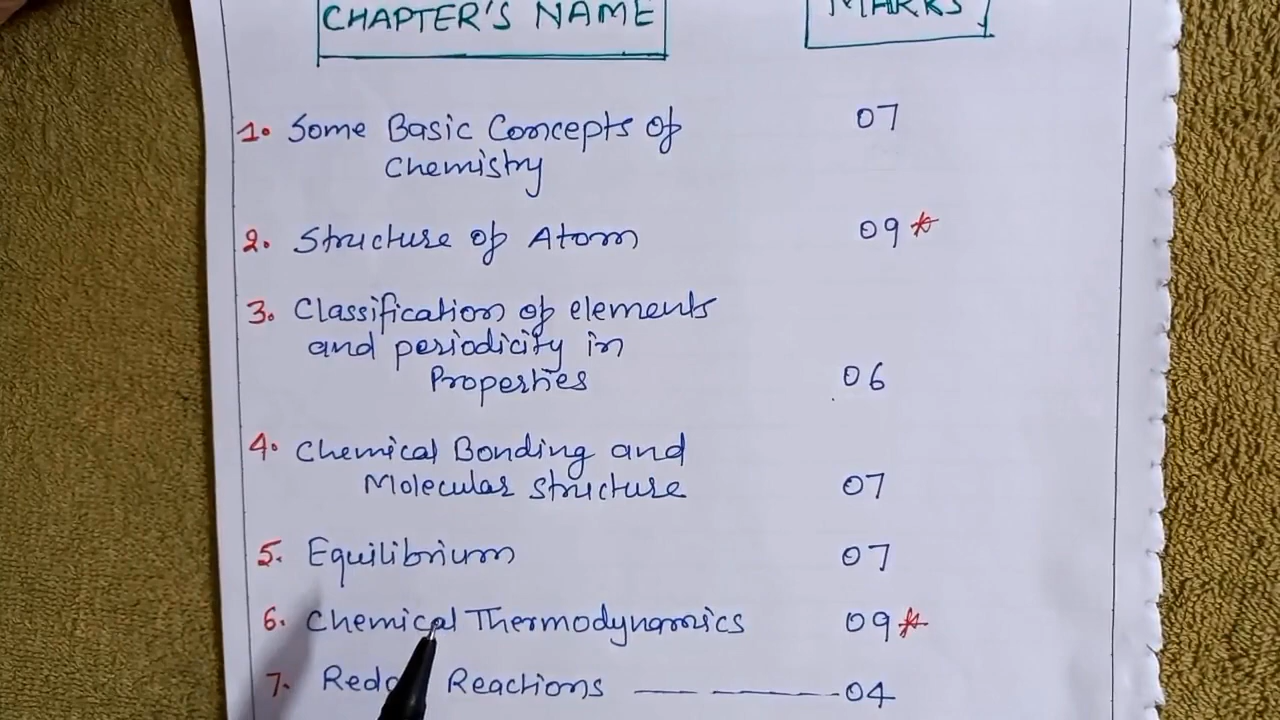 CHAPTER'S NAME MARKS
1. Some Basic Concepts of 07
Chemistry
2. Structure of Atom 09*
3. Classification of elements
and periodicity in
Properties 06
4. Chemical Bonding and
Molecular structure 07
5. Equilibrium 07
6. Chemical Thermodynamics 09*
7. Redox Reactions 04